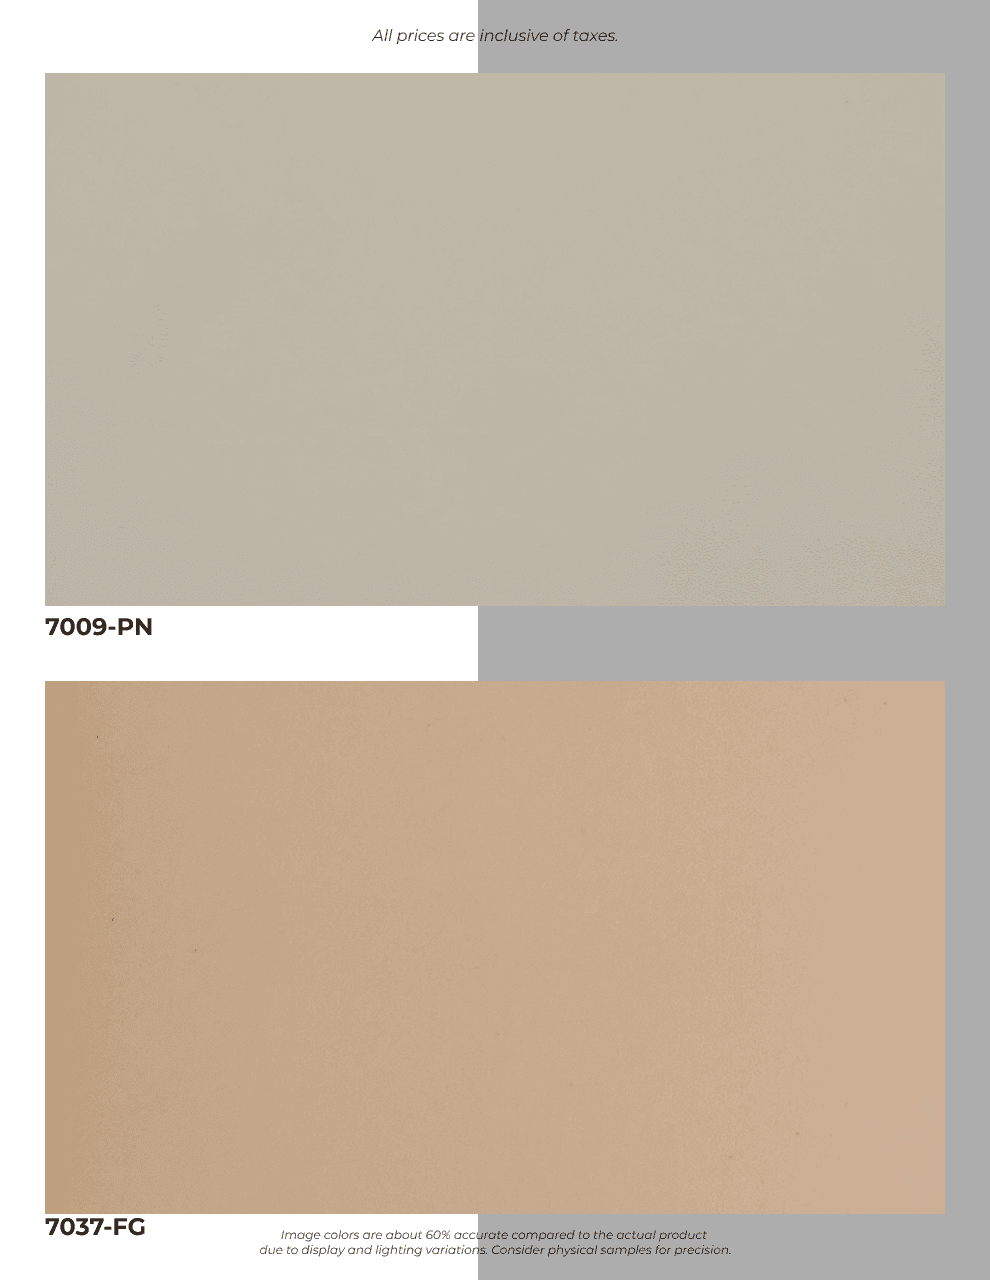 All prices are inclusive of taxes.
7009-PN
7037-FG
Image colors are about 60% accurate compared to the actual product
due to display and lighting variations. Consider physical samples for precision.